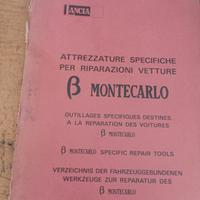 LANCIA
ATTREZZATURE SPECIFICHE
PER RIPARAZIONI VETTURE
β MONTECARLO
OUTILLAGES SPECIFIQUES DESTINES
A LA REPARATION DES VOITURES
β MONTECARLO
β MONTECARLO SPECIFIC REPAIR TOOLS
VERZEICHNIS DER FAHRZEUGGEBUNDENEN
WERKZEUGE ZUR REPARATUR DES
β MONTECARLO